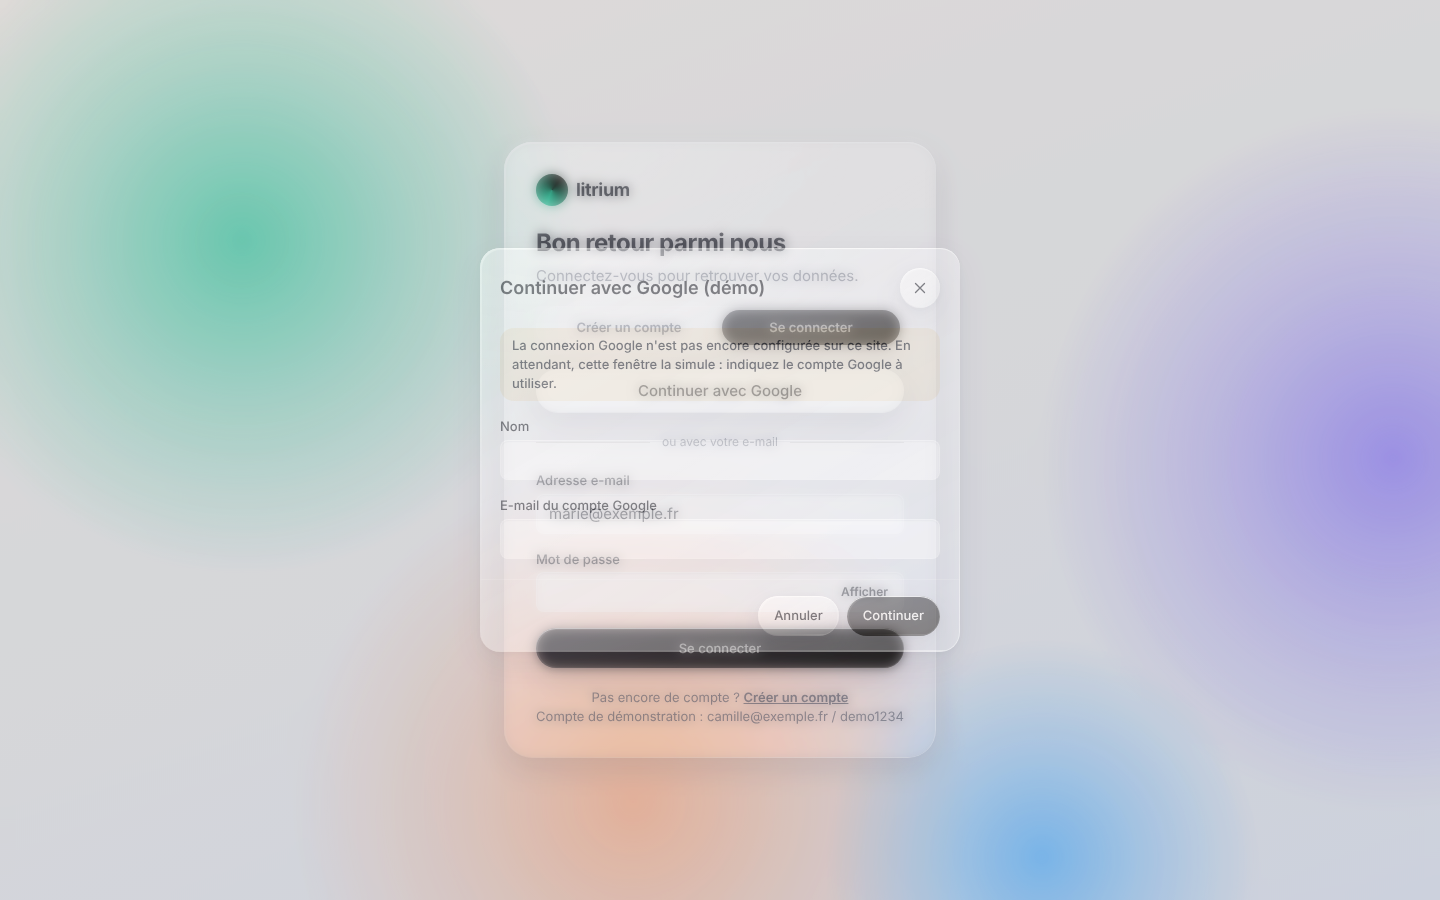 litrium
Bon retour parmi nous
Connectez-vous pour retrouver vos données.
Continuer avec Google (démo)
Créer un compte
Se connecter
La connexion Google n'est pas encore configurée sur ce site. En
attendant, cette fenêtre la simule : indiquez le compte Google à
utiliser.
Continuer avec Google
Nom
ou avec votre e-mail
Adresse e-mail
E-mail du compte Google
marie@exemple.fr
Mot de passe
Afficher
Annuler
Continuer
Se connecter
Pas encore de compte ? Créer un compte
Compte de démonstration : camille@exemple.fr / demo1234